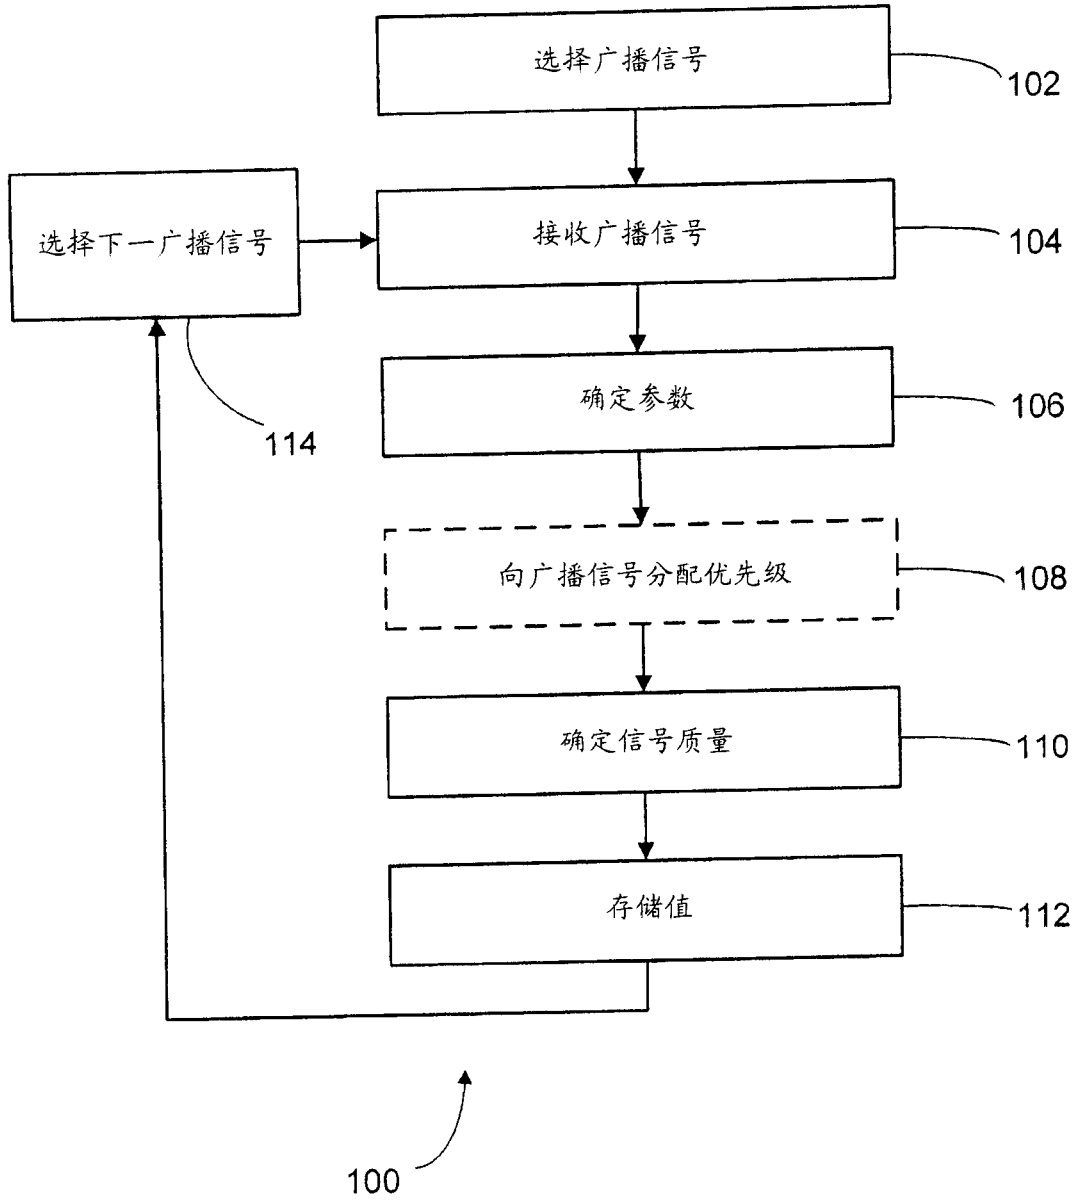 选择广播信号
102
选择下一广播信号
接收广播信号
104
确定参数
106
114
向广播信号分配优先级
108
确定信号质量
110
存储值
112
100